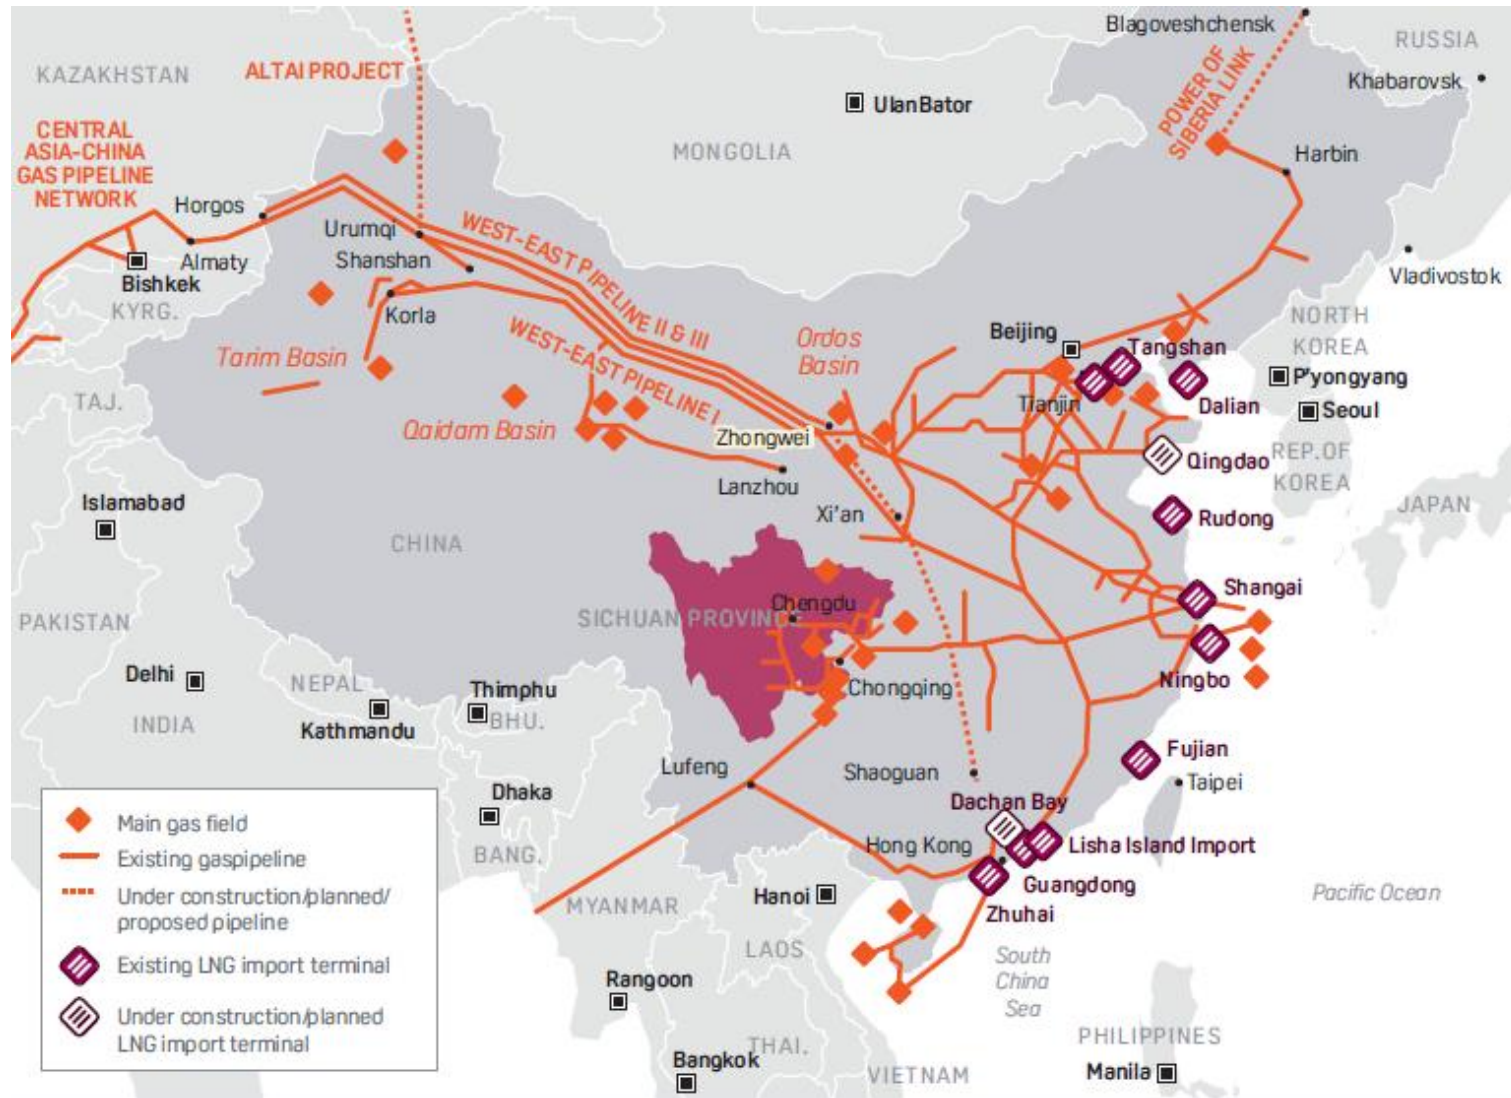 Blagoveshchensk
RUSSIA
KAZAKHSTAN
ALTAI PROJECT
Khabarovsk
UlanBator
POWER OF
SIBERIA LINK
CENTRAL
ASIA-CHINA
GAS PIPELINE
NETWORK
MONGOLIA
Harbin
Horgos
Urumqi
WEST-EAST PIPELINE II & III
Shanshan
Almaty
Bishkek
Vladivostok
KYRG.
Korla
NORTH
KOREA
Beijing
Ordos
Basin
WEST-EAST PIPELINE I
Tarim Basin
Tangshan
P'yongyang
TAJ.
Tianjin
Dalian
Seoul
Qaidam Basin
Zhongwei
Qingdao
REP.OF
KOREA
Lanzhou
Islamabad
Xi'an
Rudong
JAPAN
CHINA
Shangai
Chengdu
SICHUAN PROVINCE
PAKISTAN
Delhi
NEPAL
Thimphu
Chongqing
Ningbo
INDIA
Kathmandu
BHU.
Fujian
Lufeng
Shaoguan
Taipei
Dhaka
Dachan Bay
Main gas field
Hong Kong
Lisha Island Import
Existing gaspipeline
BANG.
Guangdong
Under construction/planned/
proposed pipeline
MYANMAR
Hanoi
Zhuhai
Pacific Ocean
LAOS
South
China
Sea
Existing LNG import terminal
Rangoon
Under construction/planned
LNG import terminal
PHILIPPINES
THAI.
Bangkok
VIETNAM
Manila